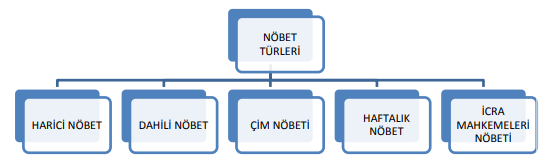 NÖBET
TÜRLERİ
HARİCİ NÖBET
DAHİLİ NÖBET
ÇİM NÖBETİ
HAFTALIK
NÖBET
İCRA
MAHKEMELERİ
NÖBETİ